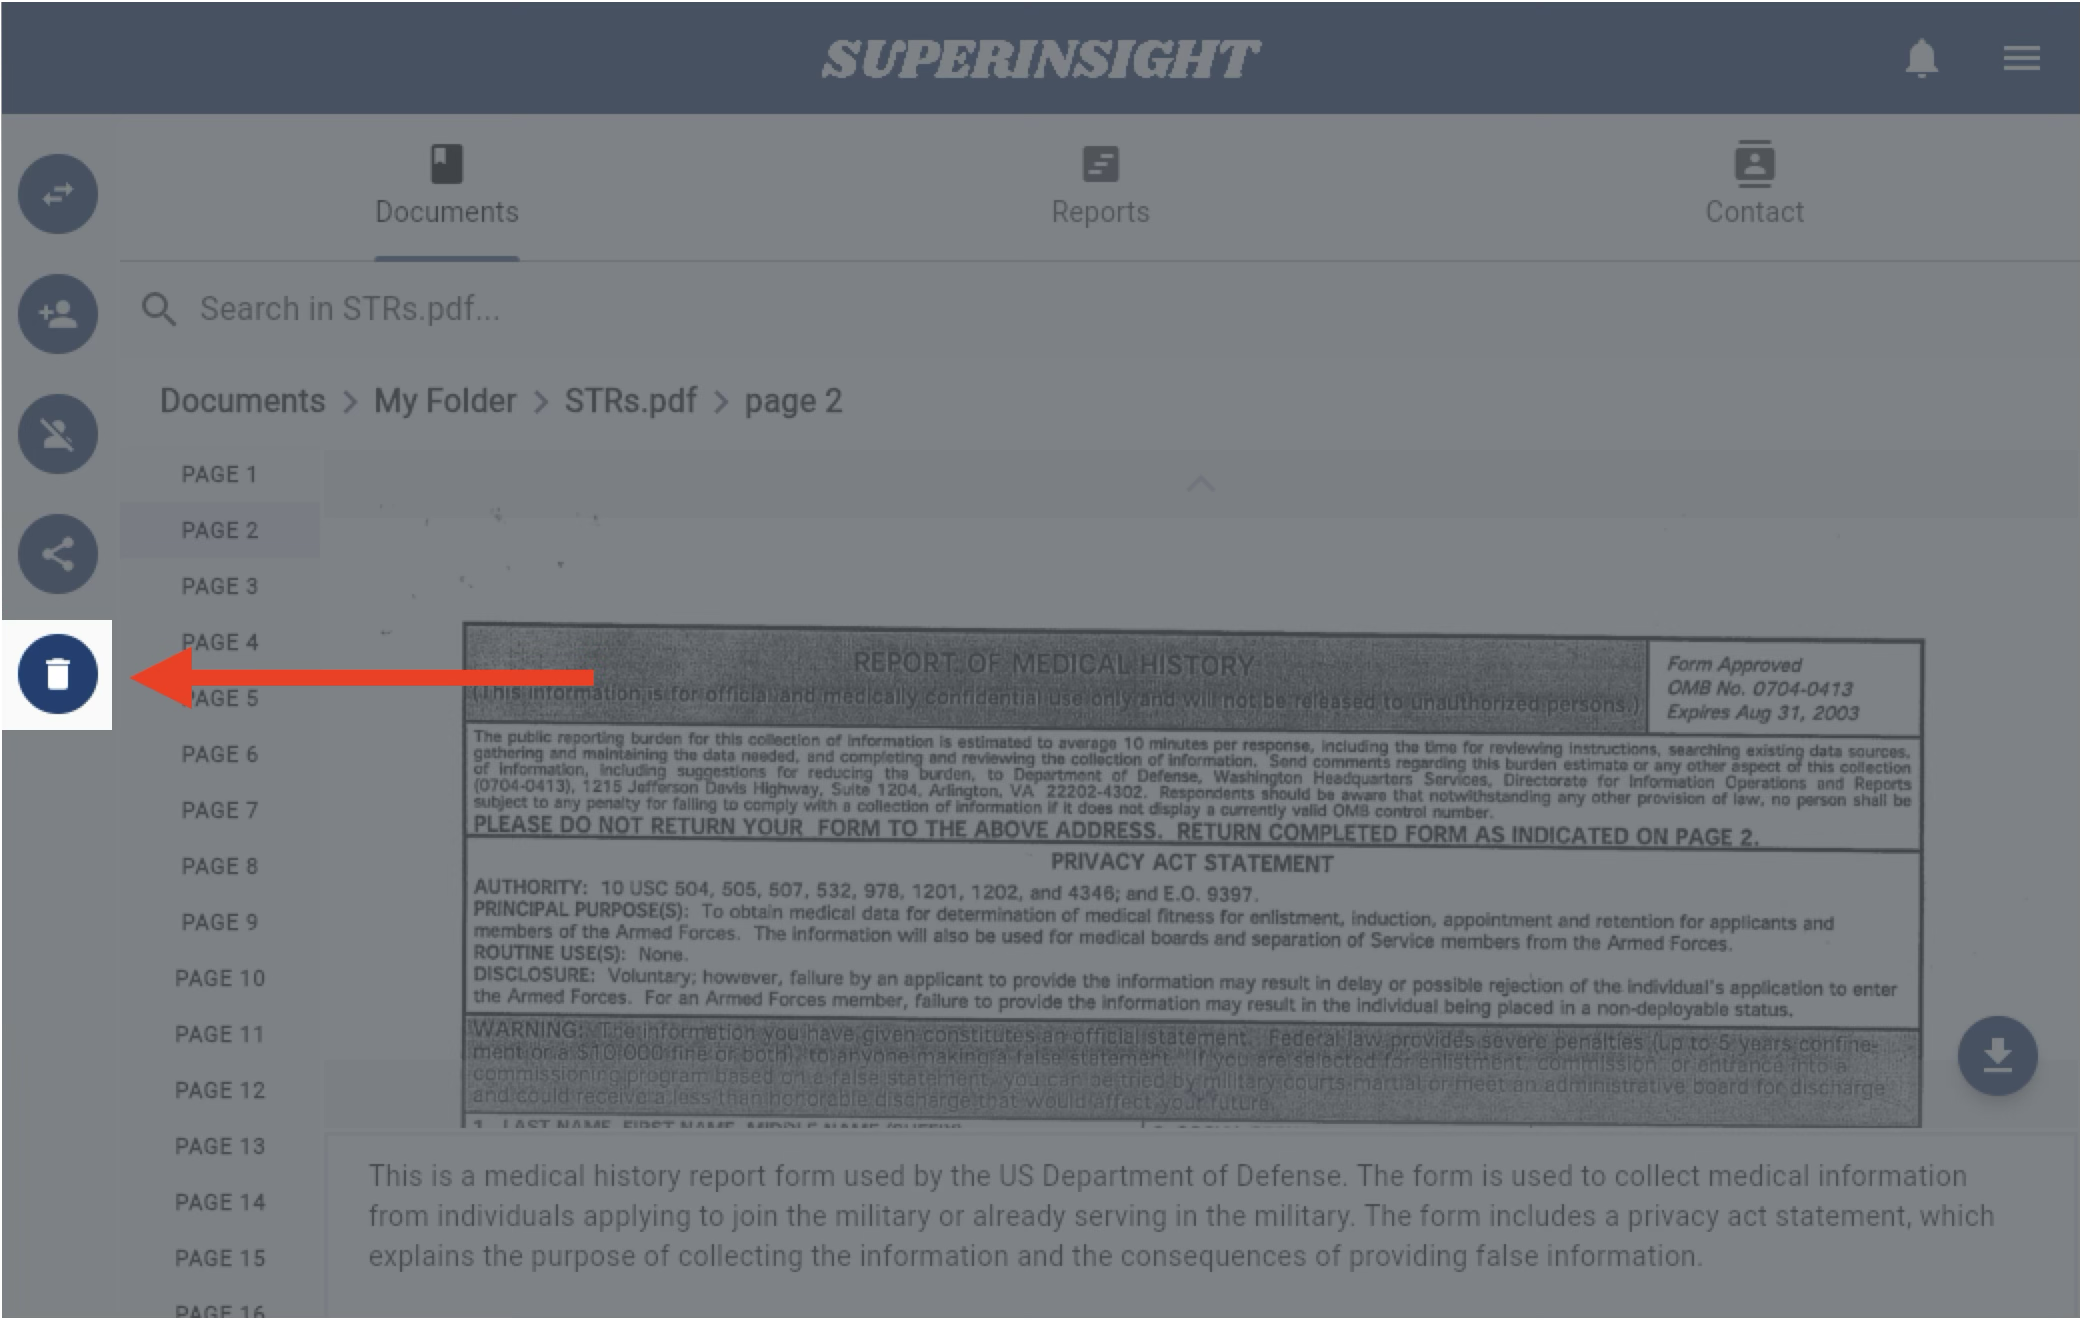 SUPERINSIGHT
Documents
Reports
Contact
Search in STRs.pdf...
Documents > My Folder > STRs.pdf > page 2
PAGE 1
PAGE 2
PAGE 3
PAGE 4
PAGE 5
PAGE 6
PAGE 7
PAGE 8
PAGE 9
PAGE 10
PAGE 11
PAGE 12
PAGE 13
PAGE 14
PAGE 15
PAGE 16
REPORT OF MEDICAL HISTORY
(This information is for official and medically confidential use only and will not be released to unauthorized persons.)
Form Approved
OMB No. 0704-0413
Expires Aug 31, 2003
The public reporting burden for this collection of information is estimated to average 10 minutes per response, including the time for reviewing instructions, searching existing data sources,
gathering and maintaining the data needed, and completing and reviewing the collection of information. Send comments regarding this burden estimate or any other aspect of this collection
of information, including suggestions for reducing the burden, to Department of Defense, Washington Headquarters Services, Directorate for Information Operations and Reports
(0704-0413), 1215 Jefferson Davis Highway, Suite 1204, Arlington, VA 22202-4302. Respondents should be aware that notwithstanding any other provision of law, no person shall be
subject to any penalty for failing to comply with a collection of information if it does not display a currently valid OMB control number.
PLEASE DO NOT RETURN YOUR FORM TO THE ABOVE ADDRESS. RETURN COMPLETED FORM AS INDICATED ON PAGE 2.
PRIVACY ACT STATEMENT
AUTHORITY: 10 USC 504, 505, 507, 532, 978, 1201, 1202, and 4346; and E.O. 9397.
PRINCIPAL PURPOSE(S): To obtain medical data for determination of medical fitness for enlistment, induction, appointment and retention for applicants and
members of the Armed Forces. The information will also be used for medical boards and separation of Service members from the Armed Forces.
ROUTINE USE(S): None.
DISCLOSURE: Voluntary; however, failure by an applicant to provide the information may result in delay or possible rejection of the individual's application to enter
the Armed Forces. For an Armed Forces member, failure to provide the information may result in the individual being placed in a non-deployable status.
WARNING: The information you have given constitutes an official statement. Federal law provides severe penalties (up to 5 years confine-
ment or a $10,000 fine or both), to anyone making a false statement. If you are selected for enlistment, commission, or entrance into a
commissioning program based on a false statement, you can be tried by military courts-martial or meet an administrative board for discharge
and could receive a less than honorable discharge that would affect your future.
1. LAST NAME, FIRST NAME, MIDDLE NAME (SUFFIX)
This is a medical history report form used by the US Department of Defense. The form is used to collect medical information
from individuals applying to join the military or already serving in the military. The form includes a privacy act statement, which
explains the purpose of collecting the information and the consequences of providing false information.